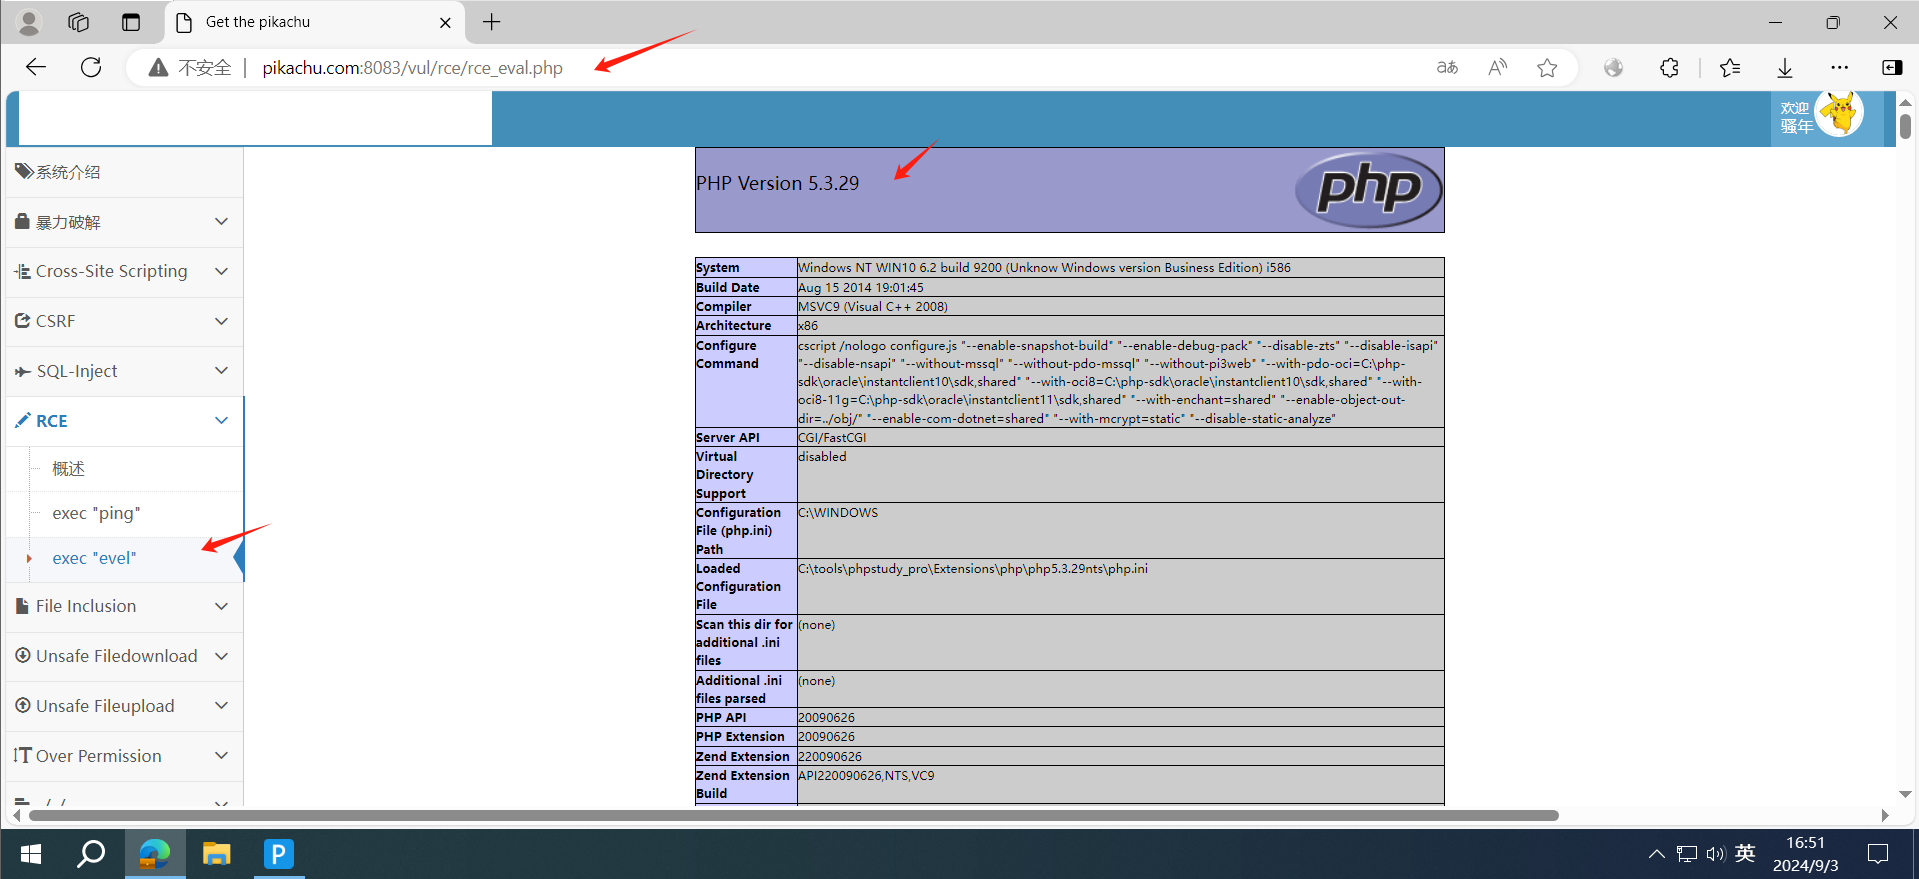 Get the pikachu
不安全 pikachu.com:8083/vul/rce/rce_eval.php
欢迎
骚年
系统介绍
暴力破解
Cross-Site Scripting
CSRF
SQL-Inject
RCE
概述
exec "ping"
exec "evel"
File Inclusion
Unsafe Filedownload
Unsafe Fileupload
Over Permission
PHP Version 5.3.29
php
System Windows NT WIN10 6.2 build 9200 (Unknow Windows version Business Edition) i586
Build Date Aug 15 2014 19:01:45
Compiler MSVC9 (Visual C++ 2008)
Architecture x86
Configure cscript /nologo configure.js "--enable-snapshot-build" "--enable-debug-pack" "--disable-zts" "--disable-isapi"
Command "--disable-nsapi" "--without-mssql" "--without-pdo-mssql" "--without-pi3web" "--with-pdo-oci=C:\php-
sdk\oracle\instantclient10\sdk,shared" "--with-oci8=C:\php-sdk\oracle\instantclient10\sdk,shared" "--with-
oci8-11g=C:\php-sdk\oracle\instantclient11\sdk,shared" "--with-enchant=shared" "--enable-object-out-
dir=../obj/" "--enable-com-dotnet=shared" "--with-mcrypt=static" "--disable-static-analyze"
Server API CGI/FastCGI
Virtual disabled
Directory
Support
Configuration C:\WINDOWS
File (php.ini)
Path
Loaded C:\tools\phpstudy_pro\Extensions\php\php5.3.29nts\php.ini
Configuration
File
Scan this dir for (none)
additional .ini
files
Additional .ini (none)
files parsed
PHP API 20090626
PHP Extension 20090626
Zend Extension 220090626
Zend Extension API220090626,NTS,VC9
Build
英
16:51
2024/9/3